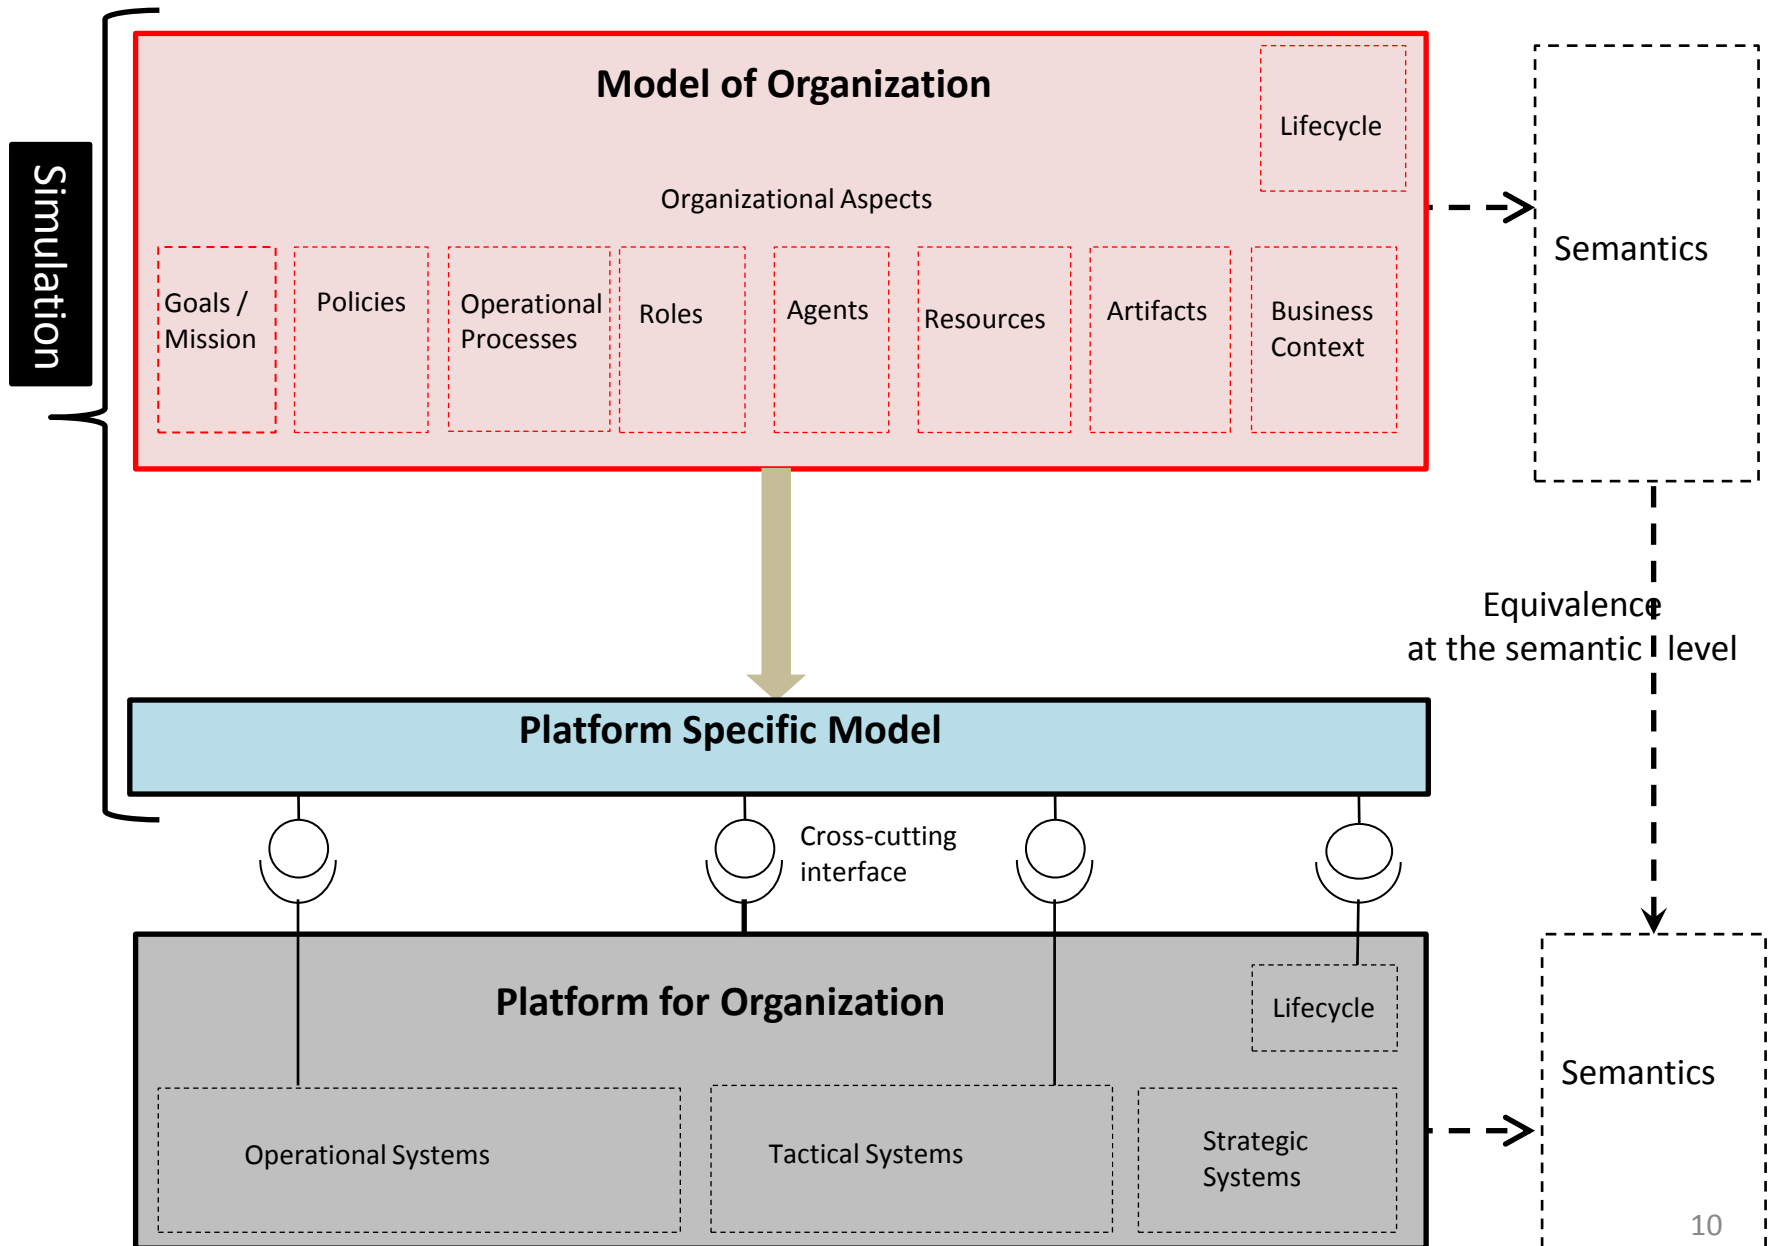 Simulation
Model of Organization
Lifecycle
Organizational Aspects
Goals /
Mission
Policies
Operational
Processes
Roles
Agents
Resources
Artifacts
Business
Context
Semantics
Equivalence
at the semantic level
Platform Specific Model
Cross-cutting
interface
Platform for Organization
Lifecycle
Operational Systems
Tactical Systems
Strategic
Systems
Semantics
10